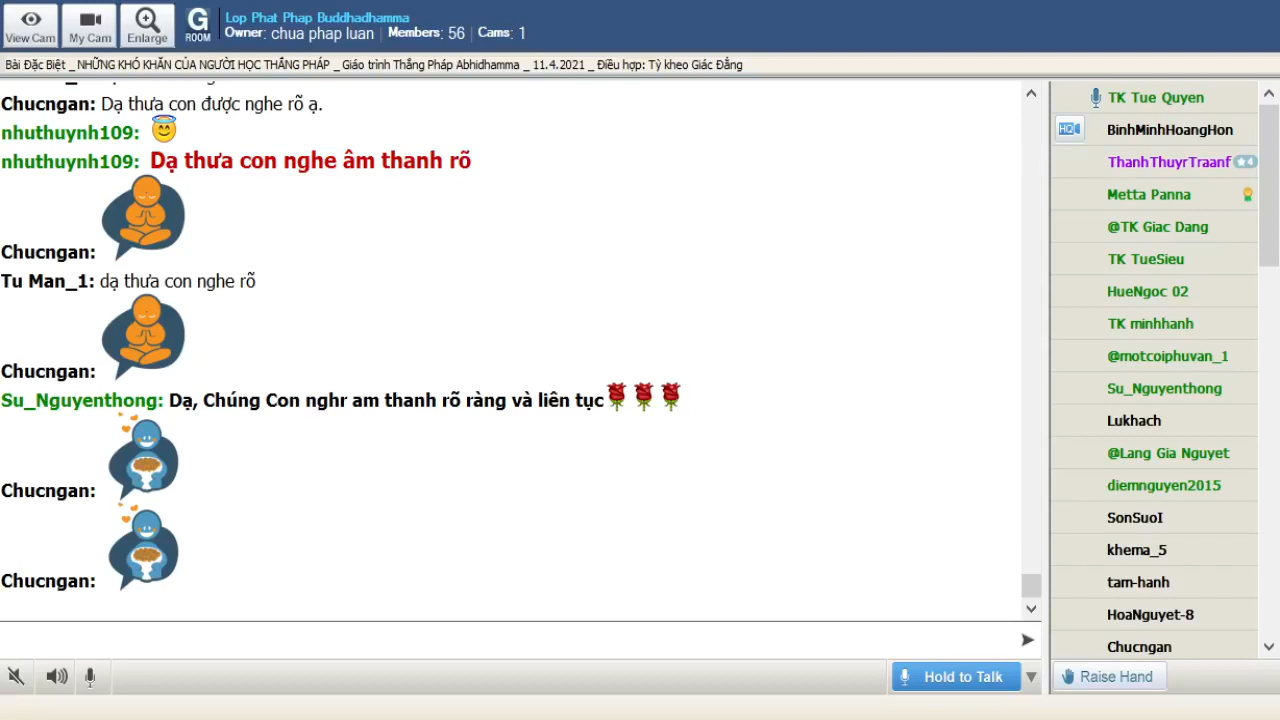 View Cam
My Cam
Enlarge
G
ROOM
Lop Phat Phap Buddhadhamma
Owner: chua phap luan | Members: 56 | Cams: 1
Bài Đặc Biệt _NHỮNG KHÓ KHĂN CỦA NGƯỜI HỌC THẮNG PHÁP _ Giáo trình Thắng Pháp Abhidhamma _ 11.4.2021 _ Điều hợp: Tỳ kheo Giác Đẳng
Chucngan: Dạ thưa con được nghe rõ ạ.
nhuthuynh109:
nhuthuynh109: Dạ thưa con nghe âm thanh rõ
Chucngan:
Tu Man_1: dạ thưa con nghe rõ
Chucngan:
Su_Nguyenthong: Dạ, Chúng Con nghr am thanh rõ ràng và liên tục
Chucngan:
Chucngan:
TK Tue Quyen
HQ
BinhMinhHoangHon
ThanhThuyrTraanf
4
Metta Panna
@TK Giac Dang
TK TueSieu
HueNgoc 02
TK minhhanh
@motcoiphuvan_1
Su_Nguyenthong
Lukhach
@Lang Gia Nguyet
diemnguyen2015
SonSuoI
khema_5
tam-hanh
HoaNguyet-8
Chucngan
Hold to Talk
Raise Hand